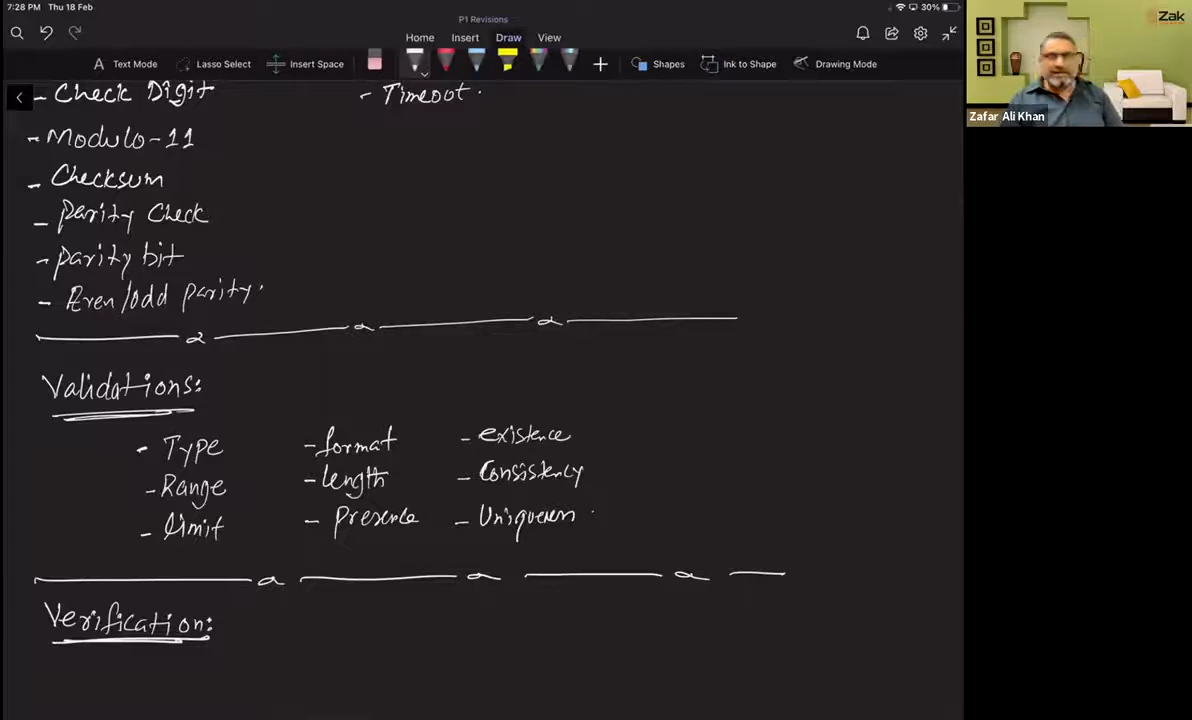 7:28 PM Thu 18 Feb
30%
P1 Revisions
Home Insert Draw View
Text Mode Lasso Select Insert Space Shapes Ink to Shape Drawing Mode
Zak
Zafar Ali Khan
- Check Digit
- Modulo-11
- Checksum
- Parity Check
- Parity bit
- Even/odd parity.
- Timeout.
Validations:
- Type - format - existence
- Range - length - Consistency
- limit - Presence - Uniqueness
Verification: